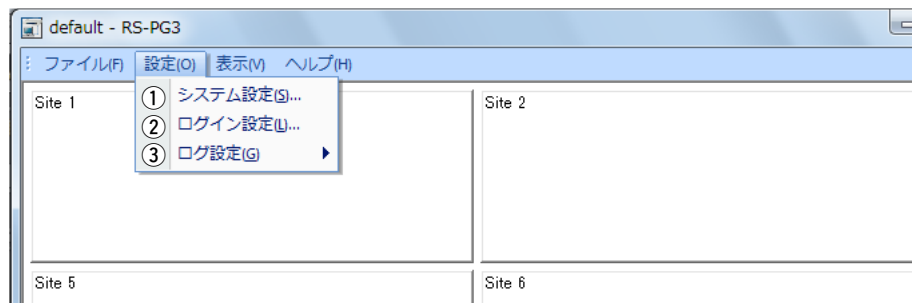 default - RS-PG3
ファイル(F) 設定(O) 表示(V) ヘルプ(H)
Site 1
① システム設定(S)...
② ログイン設定(L)...
③ ログ設定(G)
Site 2
Site 5
Site 6